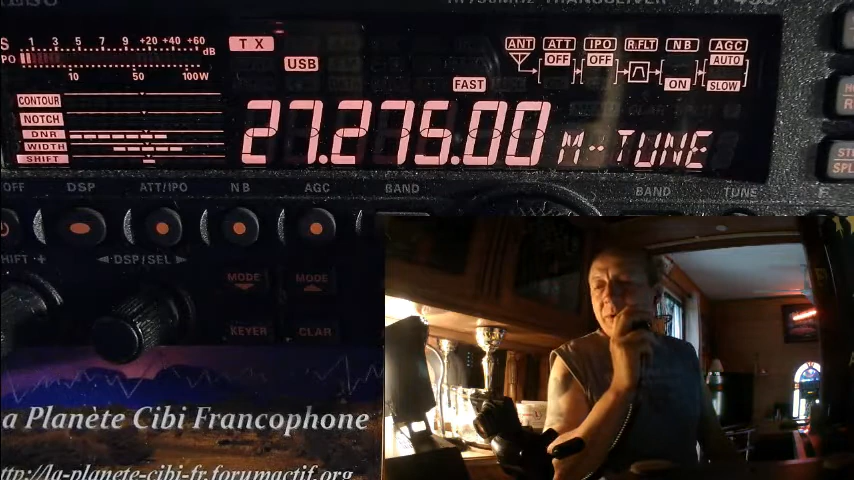 TRANSCEIVER
S 1 3 5 7 9 +20 +40 +60 dB
PO
10 50 100W
TX
USB
FAST
ANT ATT IPO R.FLT NB AGC
OFF OFF AUTO
ON SLOW
CONTOUR
NOTCH
DNR
WIDTH
SHIFT
27.275.00 M-TUNE
OFF DSP ATT/IPO NB AGC BAND BAND TUNE
SHIFT + ◄DSP/SEL►
MODE MODE
KEYER CLAR
a Planète Cibi Francophone
ttp://la-planete-cibi-fr.forumactif.org